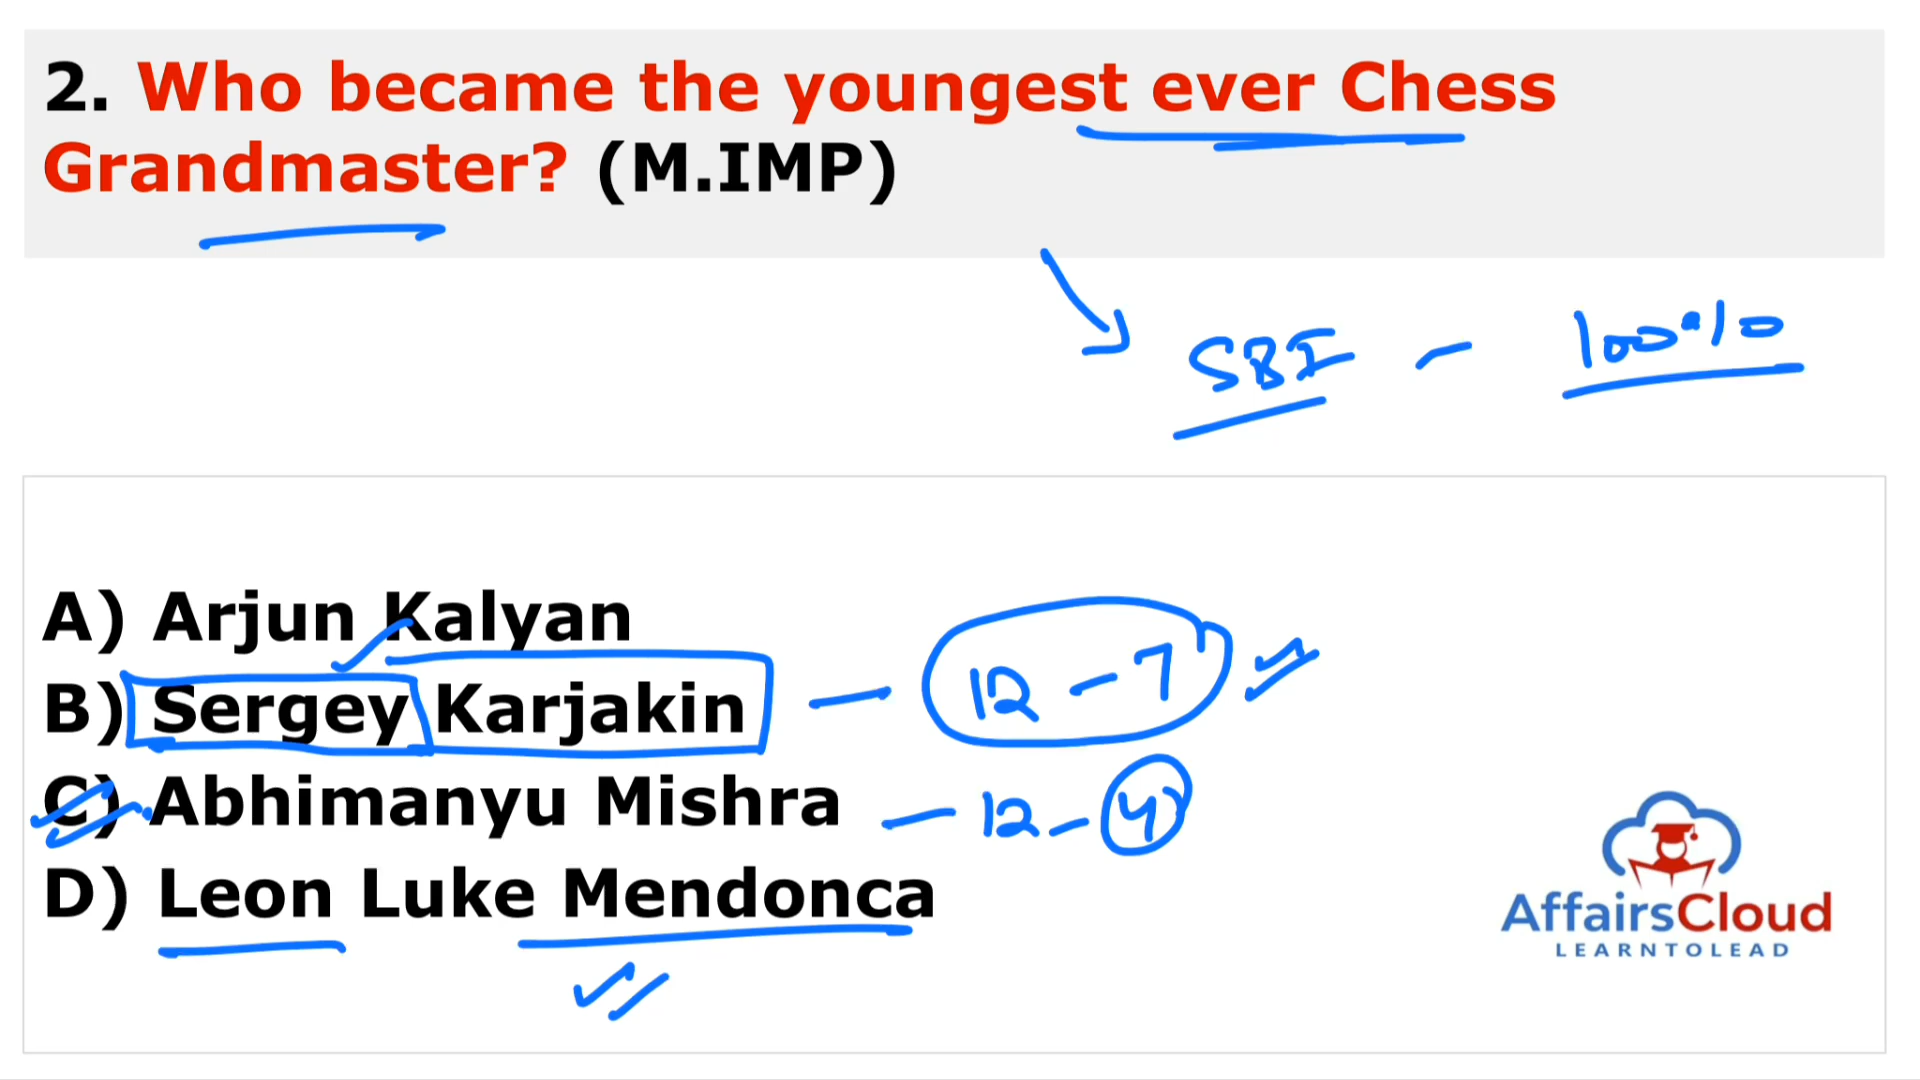 2. Who became the youngest ever Chess
Grandmaster? (M.IMP)
SBI - 100%
A) Arjun Kalyan
B) Sergey Karjakin - 12 - 7
C) Abhimanyu Mishra - 12 - 4
D) Leon Luke Mendonca
AffairsCloud
LEARNTOLEAD